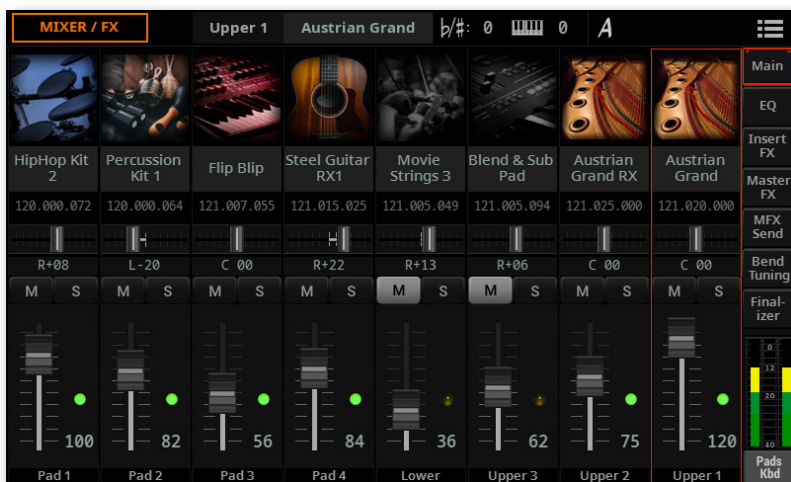 MIXER / FX Upper 1 Austrian Grand ♭/#: 0 0 A
Main
EQ
Insert
FX
Master
FX
MFX
Send
Bend
Tuning
Final-
izer
HipHop Kit
2
Percussion
Kit 1
Flip Blip
Steel Guitar
RX1
Movie
Strings 3
Blend & Sub
Pad
Austrian
Grand RX
Austrian
Grand
120.000.072 120.000.064 121.007.055 121.015.025 121.005.049 121.005.094 121.025.000 121.020.000
R+08 L-20 C 00 R+22 R+13 R+06 C 00 C 00
M S M S M S M S M S M S M S M S
100 82 56 84 36 62 75 120
0
12
20
40
Pad 1 Pad 2 Pad 3 Pad 4 Lower Upper 3 Upper 2 Upper 1
Pads
Kbd